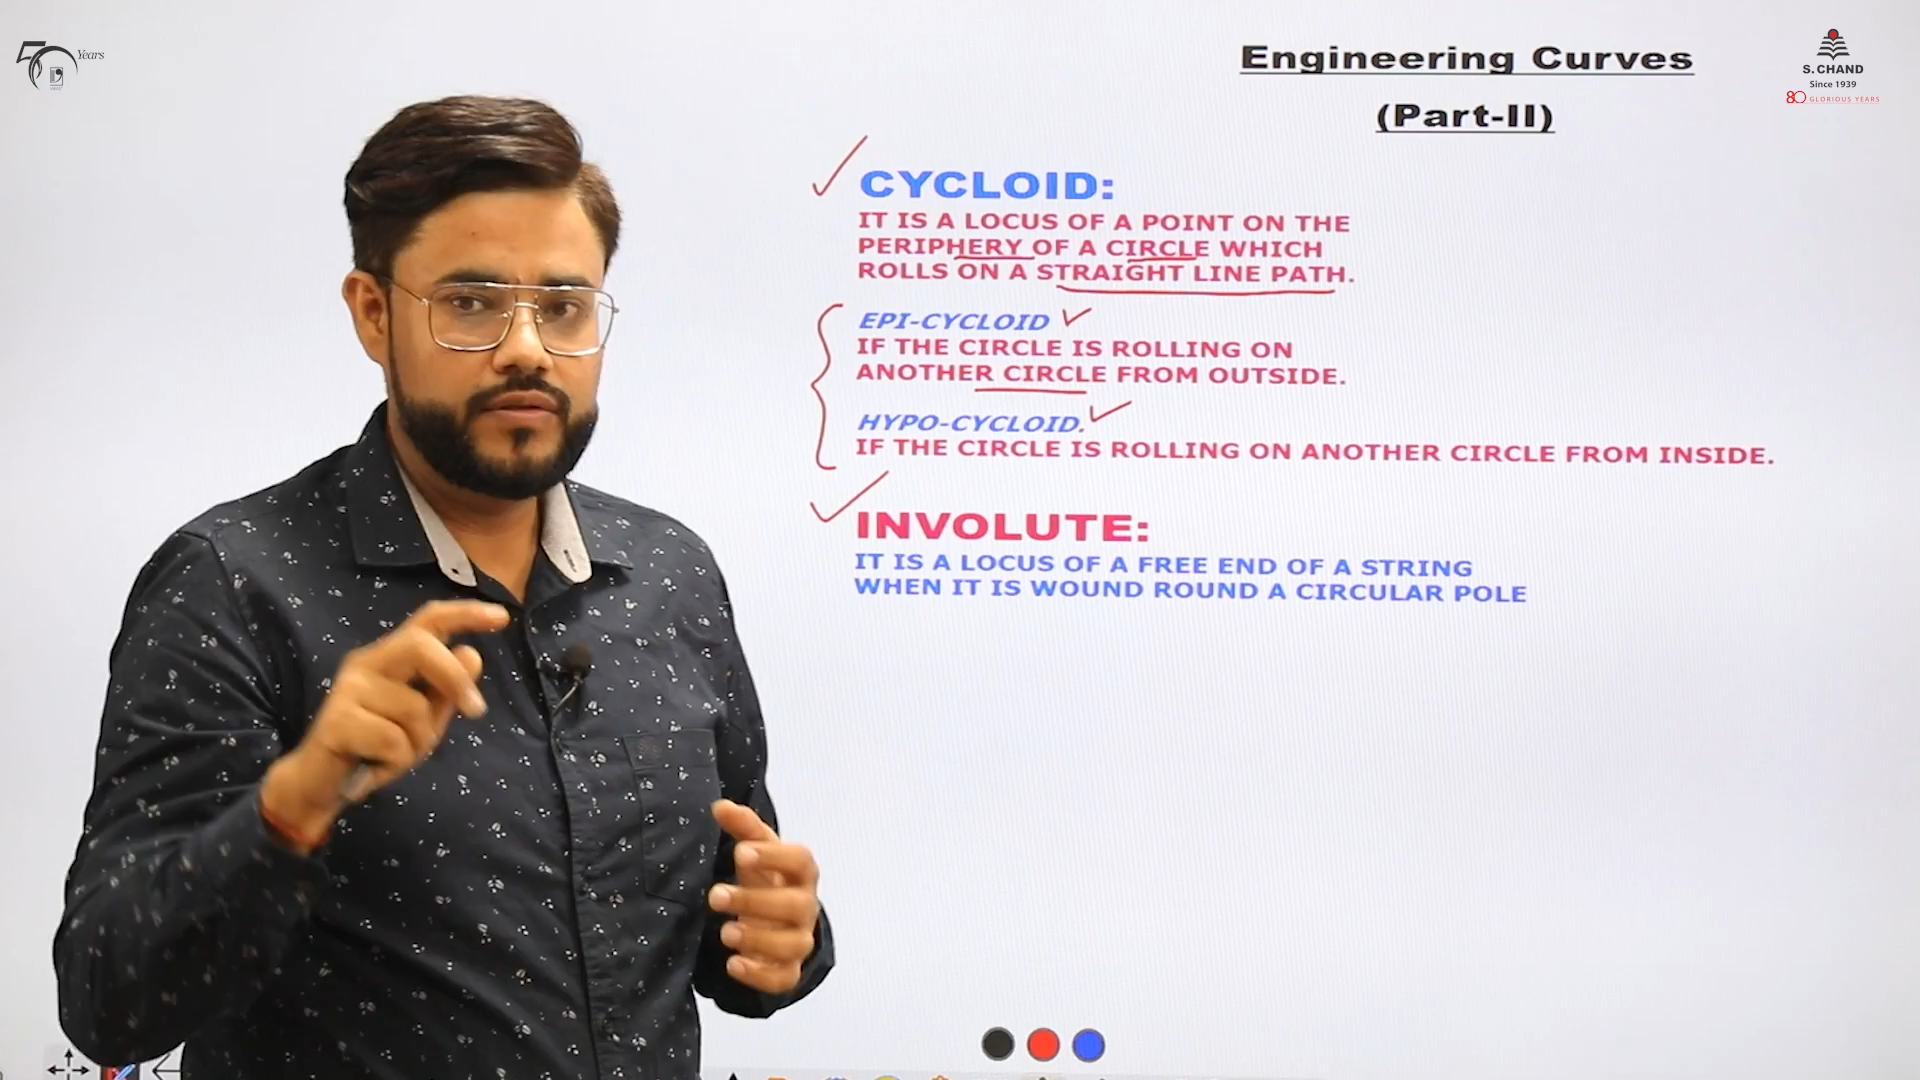 Years
Engineering Curves
(Part-II)
S. CHAND
Since 1939
80 GLORIOUS YEARS
CYCLOID:
IT IS A LOCUS OF A POINT ON THE
PERIPHERY OF A CIRCLE WHICH
ROLLS ON A STRAIGHT LINE PATH.
EPI-CYCLOID
IF THE CIRCLE IS ROLLING ON
ANOTHER CIRCLE FROM OUTSIDE.
HYPO-CYCLOID.
IF THE CIRCLE IS ROLLING ON ANOTHER CIRCLE FROM INSIDE.
INVOLUTE:
IT IS A LOCUS OF A FREE END OF A STRING
WHEN IT IS WOUND ROUND A CIRCULAR POLE